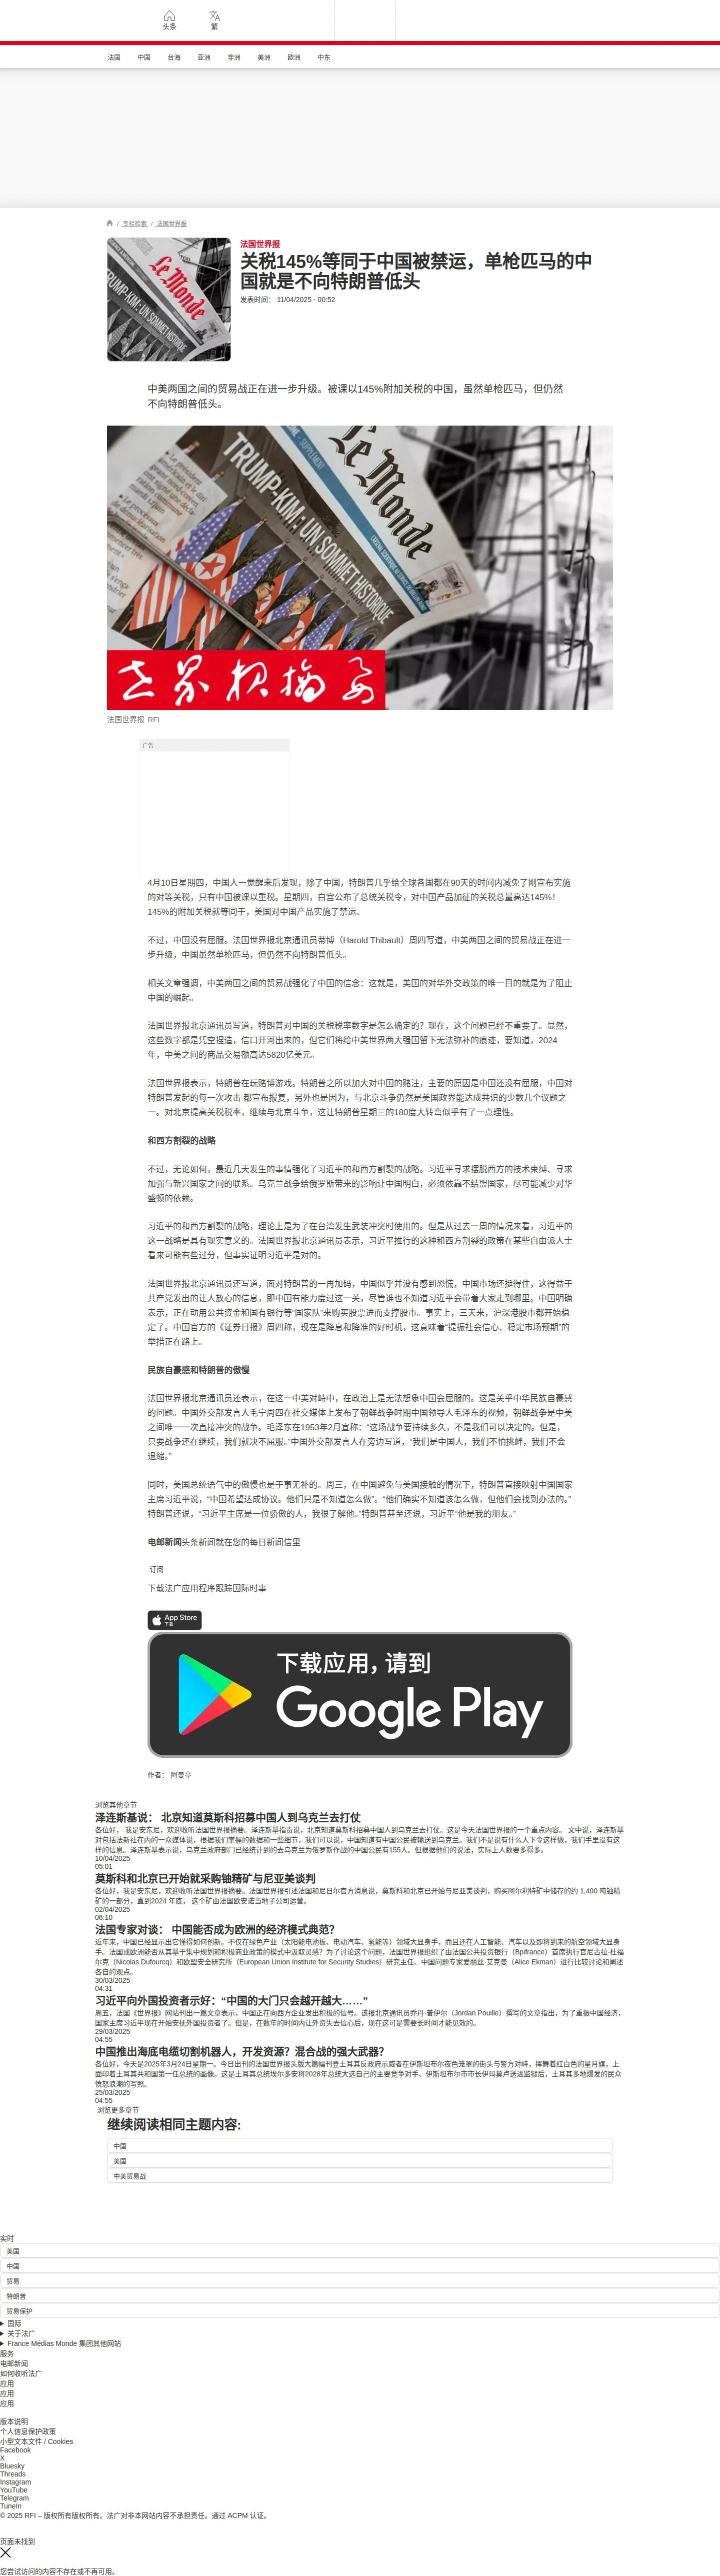 头条
繁
法国 中国 台海 亚洲 非洲 美洲 欧洲 中东
/ 专栏检索 / 法国世界报
法国世界报
关税145%等同于中国被禁运，单枪匹马的中
国就是不向特朗普低头
发表时间： 11/04/2025 - 00:52
中美两国之间的贸易战正在进一步升级。被课以145%附加关税的中国，虽然单枪匹马，但仍然
不向特朗普低头。
Le Monde
TRUMP-KIM: UN SOMMET HISTORIQUE
世界报摘要
法国世界报 RFI
广告
4月10日星期四，中国人一觉醒来后发现，除了中国，特朗普几乎给全球各国都在90天的时间内减免了刚宣布实施
的对等关税，只有中国被课以重税。星期四，白宫公布了总统关税令，对中国产品加征的关税总量高达145%！
145%的附加关税就等同于，美国对中国产品实施了禁运。
不过，中国没有屈服。法国世界报北京通讯员蒂博（Harold Thibault）周四写道，中美两国之间的贸易战正在进一
步升级，中国虽然单枪匹马，但仍然不向特朗普低头。
相关文章强调，中美两国之间的贸易战强化了中国的信念：这就是，美国的对华外交政策的唯一目的就是为了阻止
中国的崛起。
法国世界报北京通讯员写道，特朗普对中国的关税税率数字是怎么确定的？现在，这个问题已经不重要了。显然，
这些数字都是凭空捏造，信口开河出来的，但它们将给中美世界两大强国留下无法弥补的痕迹，要知道，2024
年，中美之间的商品交易额高达5820亿美元。
法国世界报表示，特朗普在玩赌博游戏。特朗普之所以加大对中国的赌注，主要的原因是中国还没有屈服，中国对
特朗普发起的每一次攻击 都宣布报复，另外也是因为，与北京斗争仍然是美国政界能达成共识的少数几个议题之
一。对北京提高关税税率，继续与北京斗争，这让特朗普星期三的180度大转弯似乎有了一点理性。
和西方割裂的战略
不过，无论如何，最近几天发生的事情强化了习近平的和西方割裂的战略。习近平寻求摆脱西方的技术束缚、寻求
加强与新兴国家之间的联系。乌克兰战争给俄罗斯带来的影响让中国明白，必须依靠不结盟国家，尽可能减少对华
盛顿的依赖。
习近平的和西方割裂的战略，理论上是为了在台湾发生武装冲突时使用的。但是从过去一周的情况来看，习近平的
这一战略是具有现实意义的。法国世界报北京通讯员表示，习近平推行的这种和西方割裂的政策在某些自由派人士
看来可能有些过分，但事实证明习近平是对的。
法国世界报北京通讯员还写道，面对特朗普的一再加码，中国似乎并没有感到恐慌，中国市场还挺得住，这得益于
共产党发出的让人放心的信息，即中国有能力度过这一关，尽管谁也不知道习近平会带着大家走到哪里。中国明确
表示，正在动用公共资金和国有银行等“国家队”来购买股票进而支撑股市。事实上，三天来，沪深港股市都开始稳
定了。中国官方的《证券日报》周四称，现在是降息和降准的好时机，这意味着“提振社会信心、稳定市场预期”的
举措正在路上。
民族自豪感和特朗普的傲慢
法国世界报北京通讯员还表示，在这一中美对峙中，在政治上是无法想象中国会屈服的。这是关乎中华民族自豪感
的问题。中国外交部发言人毛宁周四在社交媒体上发布了朝鲜战争时期中国领导人毛泽东的视频，朝鲜战争是中美
之间唯一一次直接冲突的战争。毛泽东在1953年2月宣称：“这场战争要持续多久，不是我们可以决定的。但是，
只要战争还在继续，我们就决不屈服。”中国外交部发言人在旁边写道，“我们是中国人，我们不怕挑衅，我们不会
退缩。”
同时，美国总统语气中的傲慢也是于事无补的。周三，在中国避免与美国接触的情况下，特朗普直接映射中国国家
主席习近平说，“中国希望达成协议。他们只是不知道怎么做”。“他们确实不知道该怎么做，但他们会找到办法的。”
特朗普还说，“习近平主席是一位骄傲的人，我很了解他。”特朗普甚至还说，习近平“他是我的朋友。”
电邮新闻头条新闻就在您的每日新闻信里
订阅
下载法广应用程序跟踪国际时事
App Store
下载
下载应用，请到
Google Play
作者： 阿曼亭
浏览其他章节
泽连斯基说： 北京知道莫斯科招募中国人到乌克兰去打仗
各位好， 我是安东尼，欢迎收听法国世界报摘要。泽连斯基指责说，北京知道莫斯科招募中国人到乌克兰去打仗。这是今天法国世界报的一个重点内容。 文中说，泽连斯基
对包括法新社在内的一众媒体说，根据我们掌握的数据和一些细节，我们可以说，中国知道有中国公民被输送到乌克兰。我们不是说有什么人下令这样做，我们手里没有这
样的信息。泽连斯基表示说，乌克兰政府部门已经统计到的去乌克兰为俄罗斯作战的中国公民有155人。但根据他们的说法，实际上人数要多得多。
10/04/2025
05:01
莫斯科和北京已开始就采购铀精矿与尼亚美谈判
各位好，我是安东尼，欢迎收听法国世界报摘要。法国世界报引述法国和尼日尔官方消息说，莫斯科和北京已开始与尼亚美谈判，购买阿尔利特矿中储存的约 1,400 吨铀精
矿的一部分，直到2024 年底， 这个矿由法国欧安诺当地子公司运营。
02/04/2025
06:10
法国专家对谈： 中国能否成为欧洲的经济模式典范？
近年来，中国已经显示出它懂得如何创新。不仅在绿色产业（太阳能电池板、电动汽车、氢能等）领域大显身手，而且还在人工智能、汽车以及即将到来的航空领域大显身
手。法国或欧洲能否从其基于集中规划和积极商业政策的模式中汲取灵感？为了讨论这个问题，法国世界报组织了由法国公共投资银行（Bpifrance）首席执行官尼古拉·杜福
尔克（Nicolas Dufourcq）和欧盟安全研究所（European Union Institute for Security Studies）研究主任、中国问题专家爱丽丝·艾克曼（Alice Ekman）进行比较讨论和阐述
各自的观点。
30/03/2025
04:31
习近平向外国投资者示好：“中国的大门只会越开越大……”
周五，法国《世界报》网站刊出一篇文章表示，中国正在向西方企业发出积极的信号。该报北京通讯员乔丹·普伊尔（Jordan Pouille）撰写的文章指出，为了重振中国经济，
国家主席习近平现在开始安抚外国投资者了。但是，在数年的时间内让外资失去信心后，现在这可是需要长时间才能见效的。
29/03/2025
04:55
中国推出海底电缆切割机器人，开发资源？混合战的强大武器？
各位好，今天是2025年3月24日星期一。今日出刊的法国世界报头版大篇幅刊登土耳其反政府示威者在伊斯坦布尔夜色笼罩的街头与警方对峙，挥舞着红白色的星月旗，上
面印着土耳其共和国第一任总统的画像。这是土耳其总统埃尔多安将2028年总统大选自己的主要竞争对手、伊斯坦布尔市市长伊玛莫卢送进监狱后，土耳其多地爆发的民众
愤怒浪潮的写照。
25/03/2025
04:55
浏览更多章节
继续阅读相同主题内容:
中国
美国
中美贸易战
实时
美国
中国
贸易
特朗普
贸易保护
国际
关于法广
France Médias Monde 集团其他网站
服务
电邮新闻
如何收听法广
应用
应用
应用
版本说明
个人信息保护政策
小型文本文件 / Cookies
Facebook
X
Bluesky
Threads
Instagram
YouTube
Telegram
TuneIn
© 2025 RFI – 版权所有版权所有。法广对非本网站内容不承担责任。通过 ACPM 认证。
页面未找到
您尝试访问的内容不存在或不再可用。